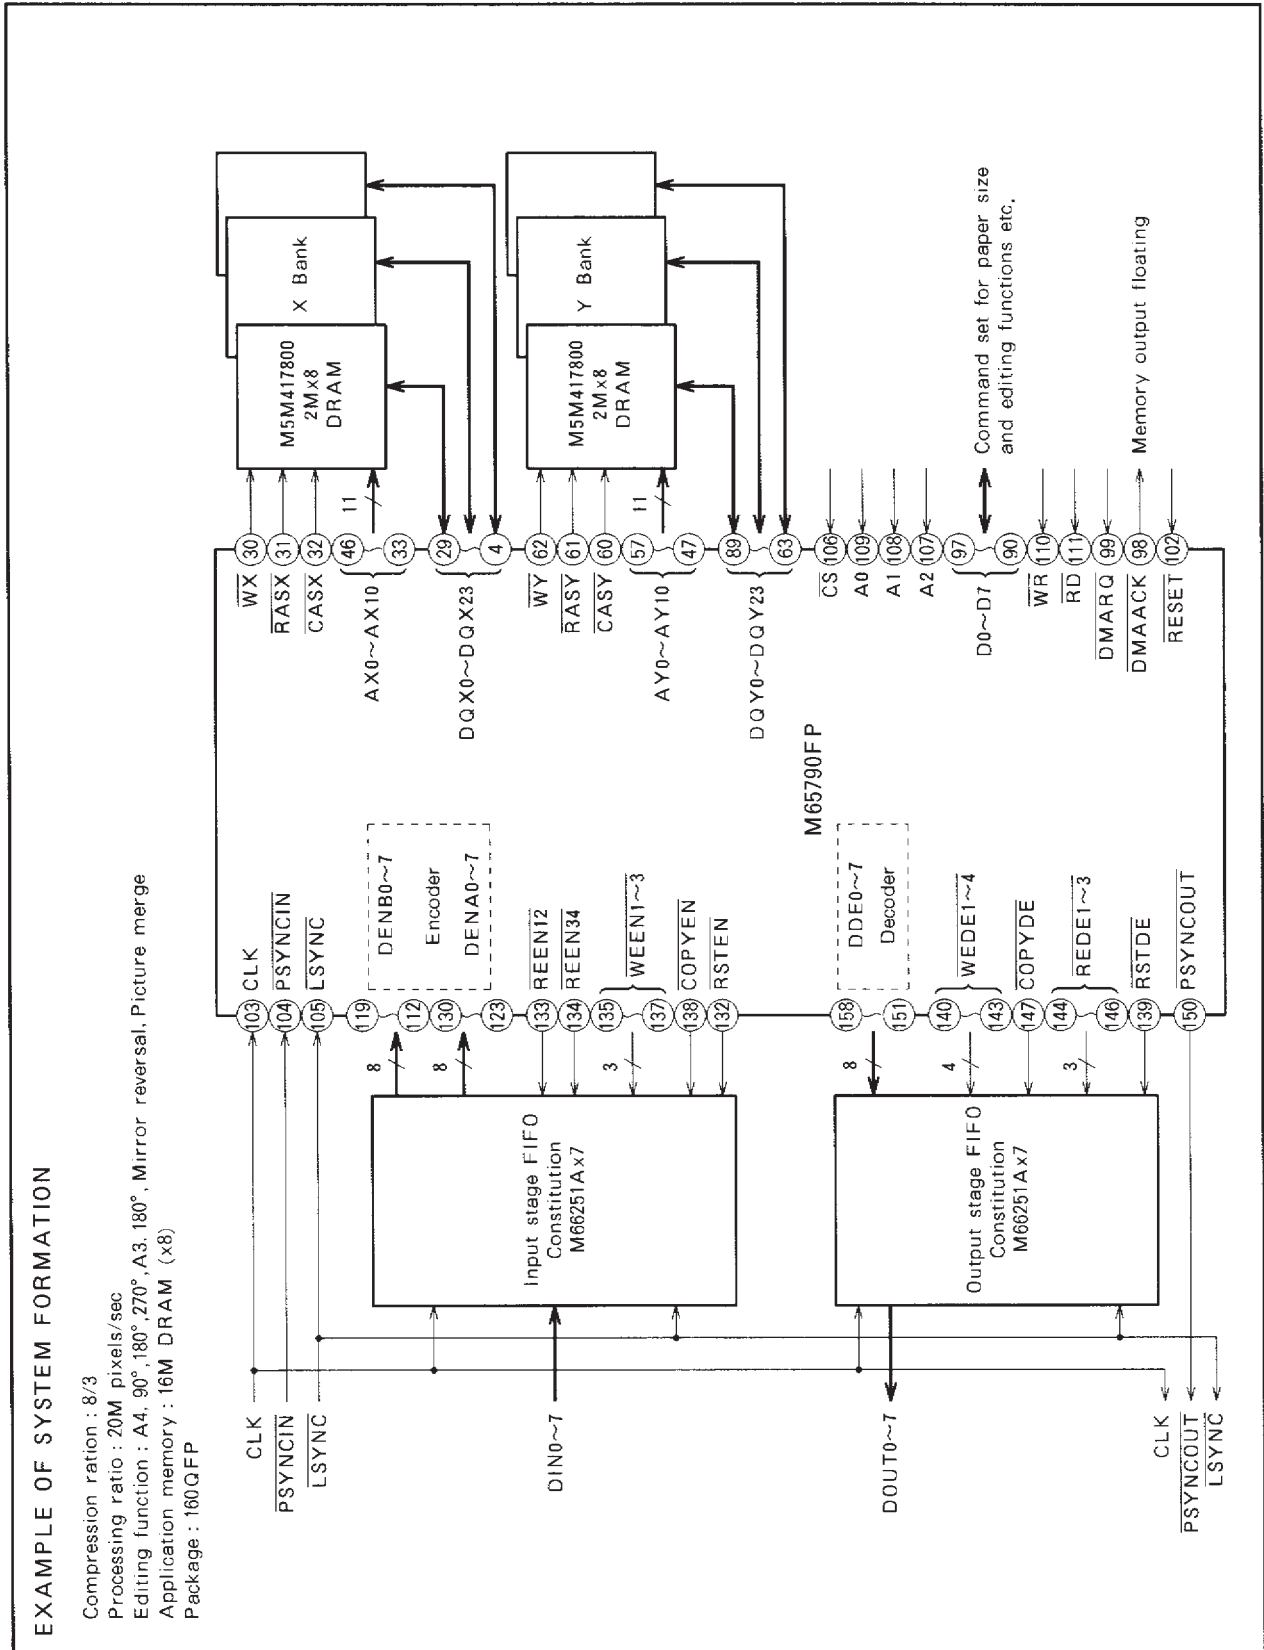 EXAMPLE OF SYSTEM FORMATION
Compression ration : 8/3
Processing ratio : 20M pixels/sec
Editing function : A4, 90°, 180°, 270°, A3, 180°, Mirror reversal, Picture merge
Application memory : 16M DRAM (x8)
Package : 160QFP
CLK
PSYNCIN
LSYNC
DIN0~7
DOUT0~7
CLK
PSYNCOUT
LSYNC
Input stage FIFO
Constitution
M66251Ax7
Output stage FIFO
Constitution
M66251Ax7
8
8
3
8
4
3
103 CLK
104 PSYNCIN
105 LSYNC
119
112
DENB0~7
Encoder
130
123
DENA0~7
133 REEN12
134 REEN34
135
137
WEEN1~3
138 COPYEN
132 RSTEN
158
151
DDE0~7
Decoder
140
143
WEDE1~4
147 COPYDE
144
146
REDE1~3
139 RSTDE
150 PSYNCOUT
M65790FP
WX 30
RASX 31
CASX 32
AX0~AX10
46
33
DQX0~DQX23
29
4
WY 62
RASY 61
CASY 60
AY0~AY10
57
47
DQY0~DQY23
89
63
CS 106
A0 109
A1 108
A2 107
D0~D7
97
90
WR 110
RD 111
DMARQ 99
DMAACK 98
RESET 102
11
11
M5M417800
2Mx8
DRAM
X Bank
M5M417800
2Mx8
DRAM
Y Bank
Command set for paper size
and editing functions etc.
Memory output floating